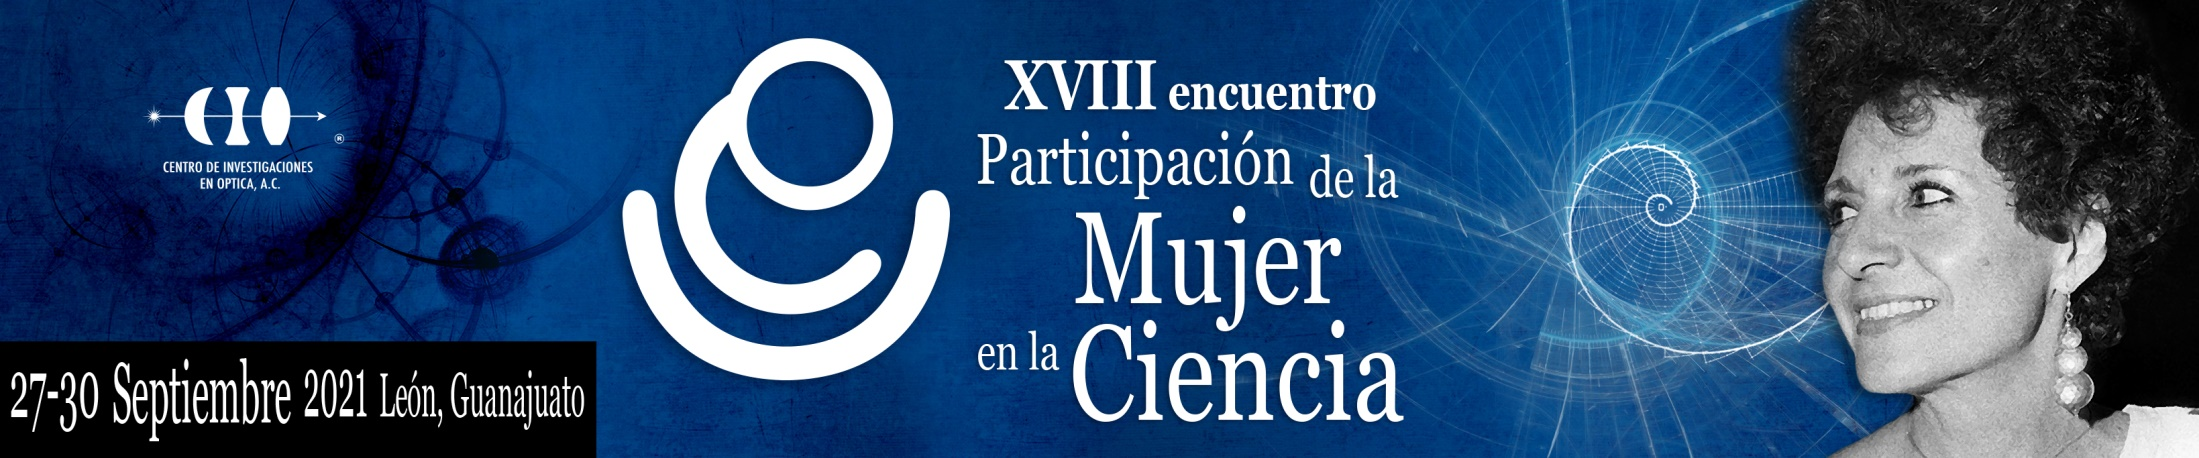 CIO
®
CENTRO DE INVESTIGACIONES
EN OPTICA, A.C.
27-30 Septiembre 2021 León, Guanajuato
XVIII encuentro
Participación de la
Mujer
en la Ciencia